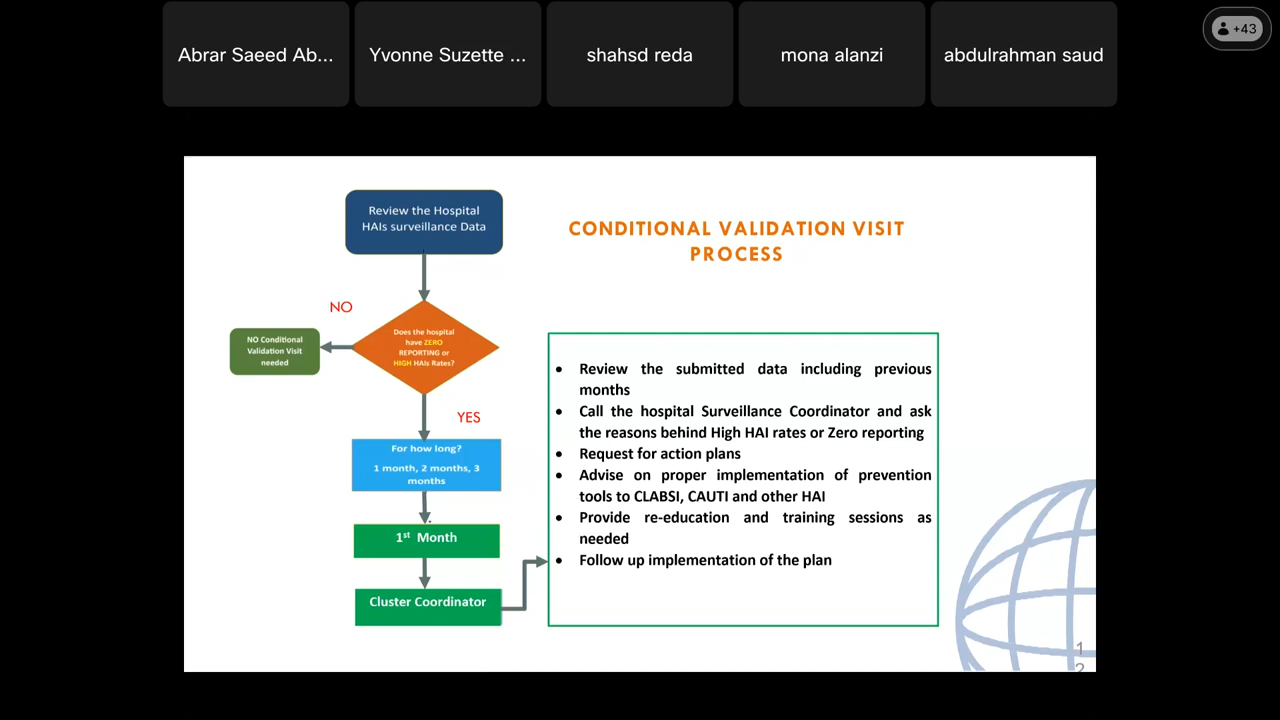 Abrar Saeed Ab...
Yvonne Suzette ...
shahsd reda
mona alanzi
abdulrahman saud
+43
Review the Hospital
HAIs surveillance Data
CONDITIONAL VALIDATION VISIT
PROCESS
NO
Does the hospital
have ZERO
REPORTING or
HIGH HAIs Rates?
NO Conditional
Validation Visit
needed
YES
For how long?
1 month, 2 months, 3
months
1st Month
Cluster Coordinator
• Review the submitted data including previous
months
• Call the hospital Surveillance Coordinator and ask
the reasons behind High HAI rates or Zero reporting
• Request for action plans
• Advise on proper implementation of prevention
tools to CLABSI, CAUTI and other HAI
• Provide re-education and training sessions as
needed
• Follow up implementation of the plan
1
2